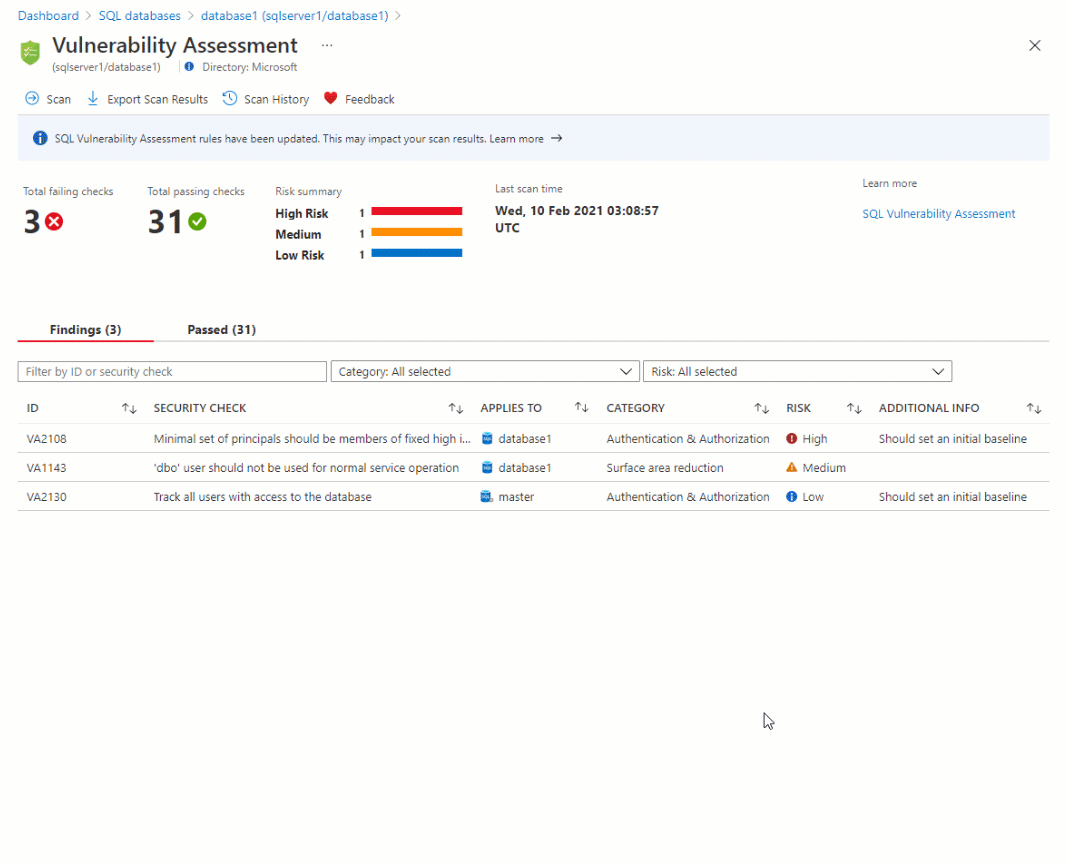 Dashboard > SQL databases > database1 (sqlserver1/database1) >
Vulnerability Assessment ...
(sqlserver1/database1) | Directory: Microsoft
Scan Export Scan Results Scan History Feedback
SQL Vulnerability Assessment rules have been updated. This may impact your scan results. Learn more →
Total failing checks
3
Total passing checks
31
Risk summary
High Risk 1
Medium 1
Low Risk 1
Last scan time
Wed, 10 Feb 2021 03:08:57
UTC
Learn more
SQL Vulnerability Assessment
Findings (3) Passed (31)
Filter by ID or security check Category: All selected Risk: All selected
ID SECURITY CHECK APPLIES TO CATEGORY RISK ADDITIONAL INFO
VA2108 Minimal set of principals should be members of fixed high i... database1 Authentication & Authorization High Should set an initial baseline
VA1143 'dbo' user should not be used for normal service operation database1 Surface area reduction Medium
VA2130 Track all users with access to the database master Authentication & Authorization Low Should set an initial baseline